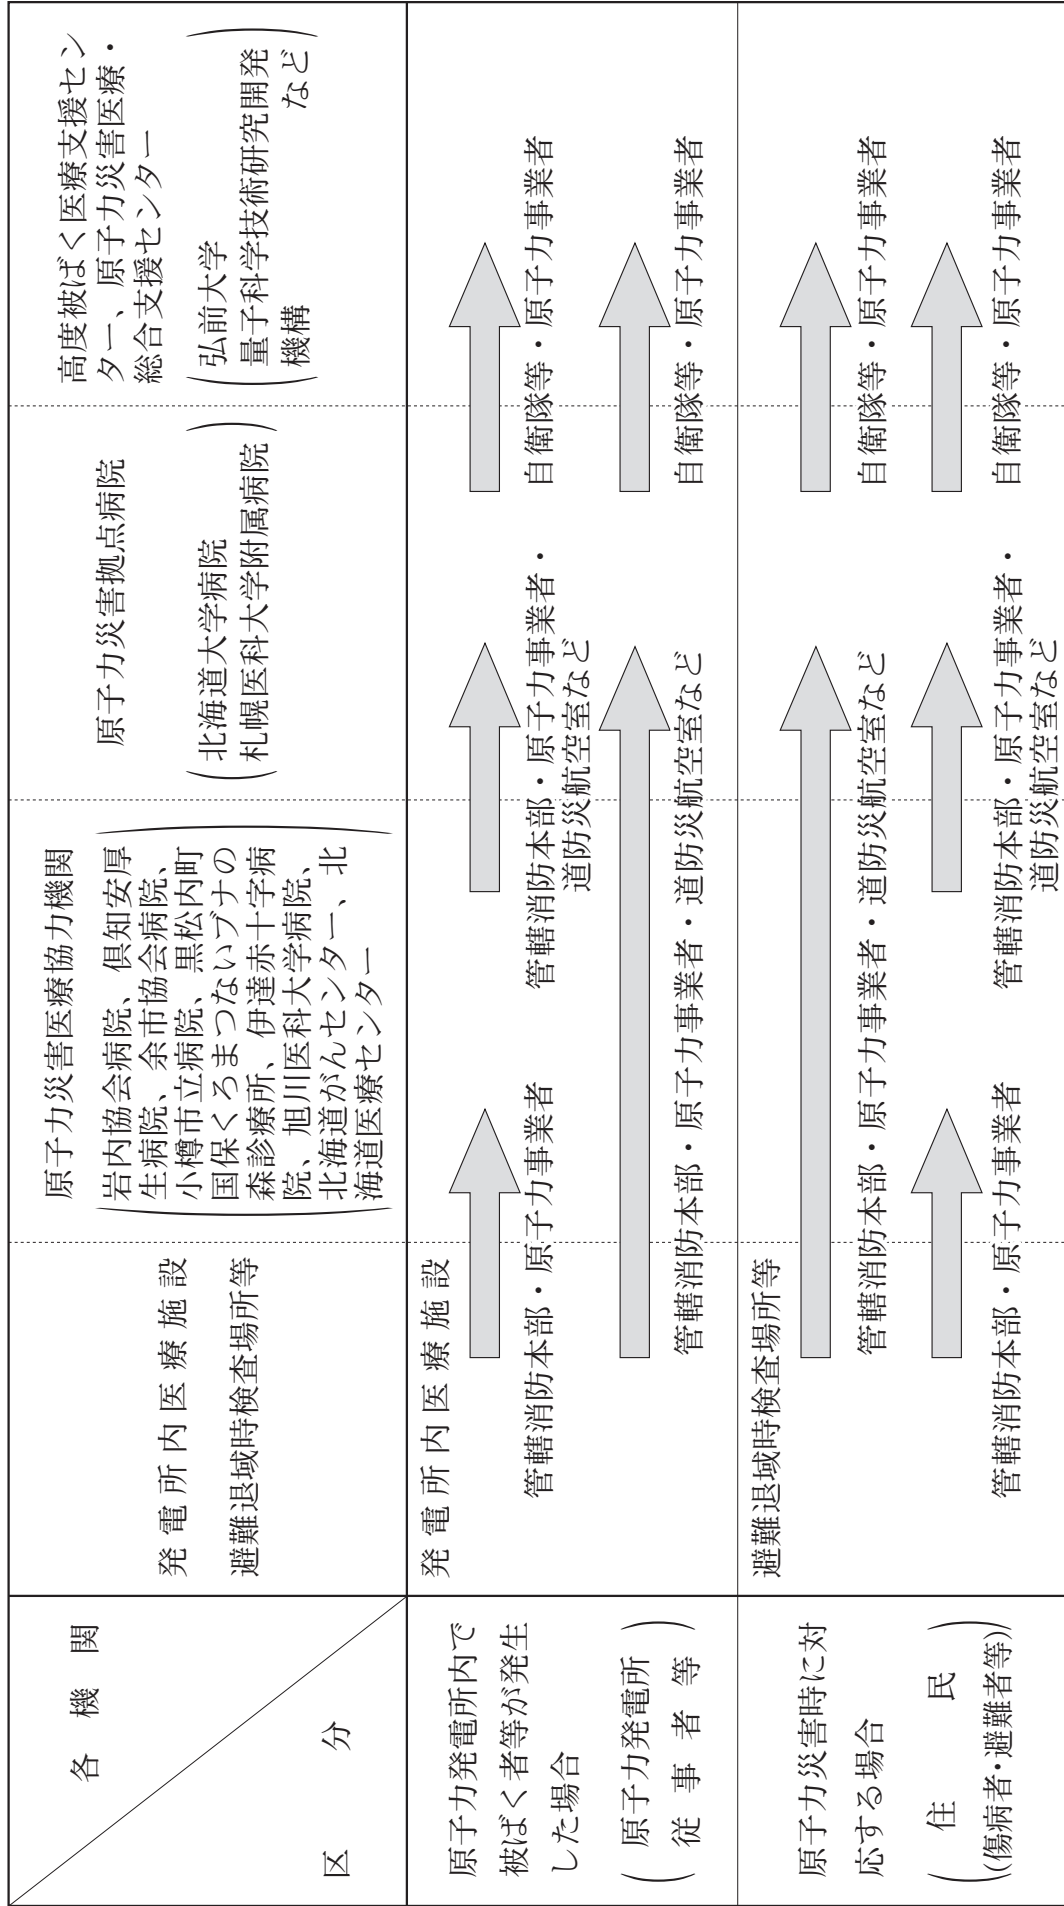 各機関
区分
発電所内医療施設
避難退域時検査場所等
原子力災害医療協力機関
岩内協会病院、倶知安厚
生病院、余市協会病院、
小樽市立病院、黒松内町
国保くろまつないブナの
森診療所、伊達赤十字病
院、旭川医科大学病院、
北海道がんセンター、北
海道医療センター
原子力災害拠点病院
北海道大学病院
札幌医科大学附属病院
高度被ばく医療支援セン
ター、原子力災害医療・
総合支援センター
弘前大学
量子科学技術研究開発
機構
など
原子力発電所内で
被ばく者等が発生
した場合
(原子力発電所
従事者等)
発電所内医療施設
管轄消防本部・原子力事業者
管轄消防本部・原子力事業者・
道防災航空室など
自衛隊等・原子力事業者
管轄消防本部・原子力事業者・道防災航空室など
自衛隊等・原子力事業者
原子力災害時に対
応する場合
(住民
(傷病者・避難者等))
避難退域時検査場所等
管轄消防本部・原子力事業者・道防災航空室など
自衛隊等・原子力事業者
管轄消防本部・原子力事業者
管轄消防本部・原子力事業者・
道防災航空室など
自衛隊等・原子力事業者